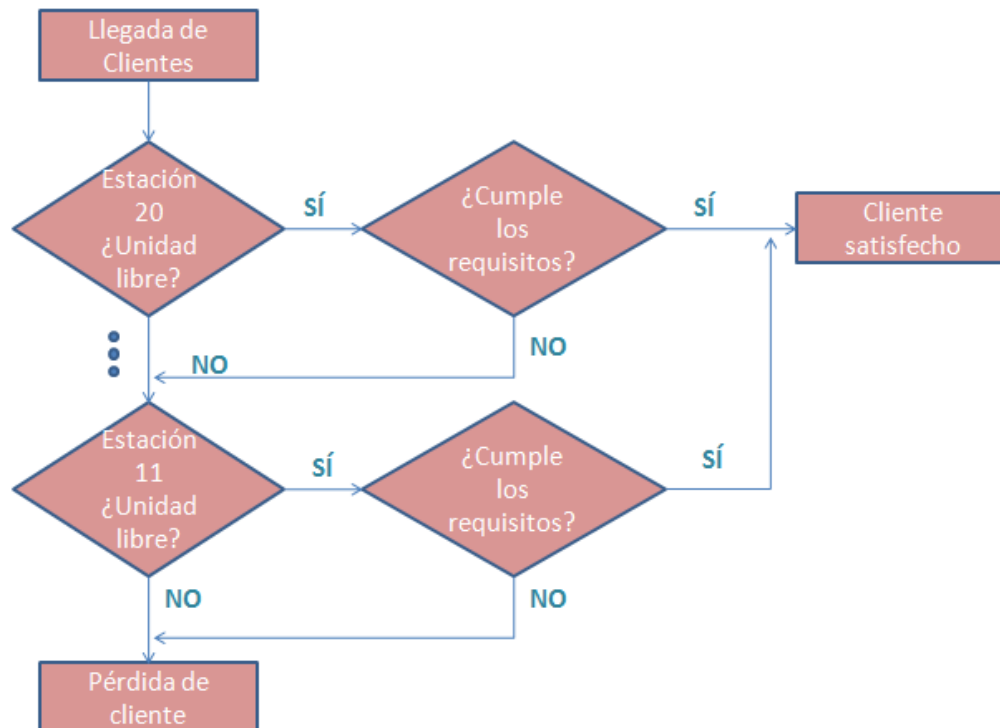 Llegada de
Clientes
Estación
20
¿Unidad
libre?
SÍ
¿Cumple
los
requisitos?
SÍ
Cliente
satisfecho
NO
NO
Estación
11
¿Unidad
libre?
SÍ
¿Cumple
los
requisitos?
SÍ
NO
NO
Pérdida de
cliente